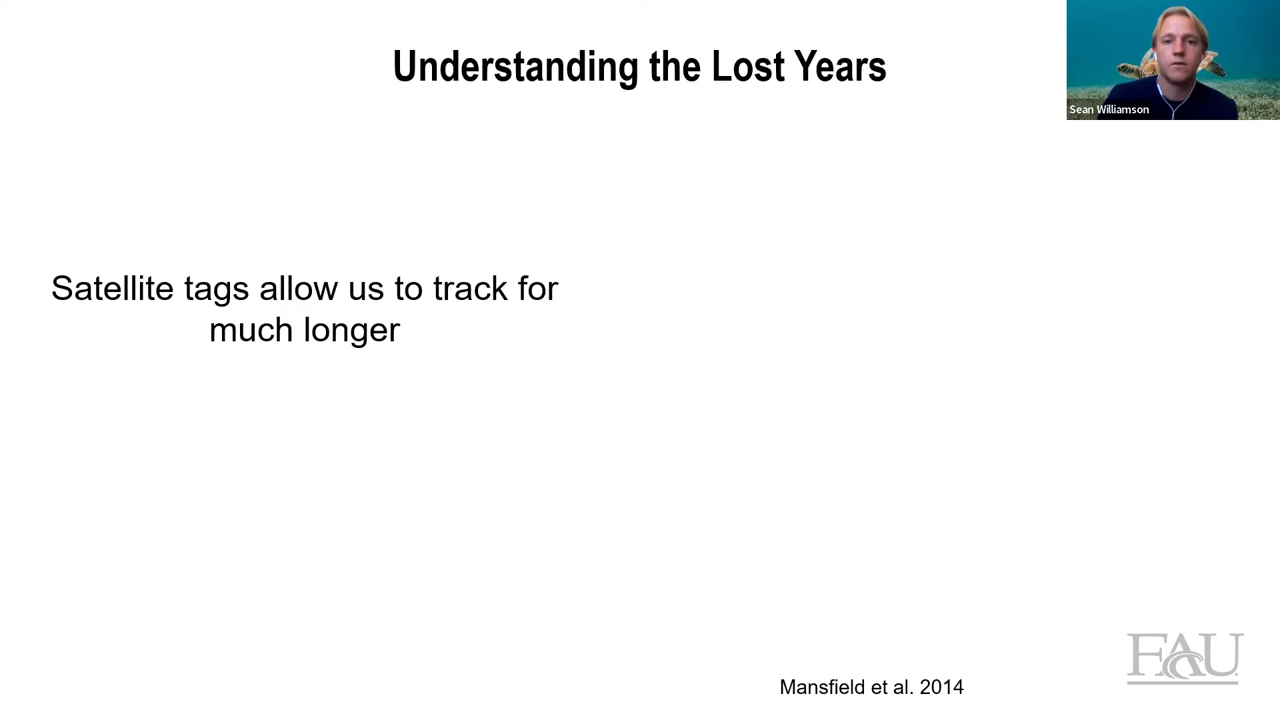 Understanding the Lost Years
Sean Williamson
Satellite tags allow us to track for
much longer
Mansfield et al. 2014
FAU